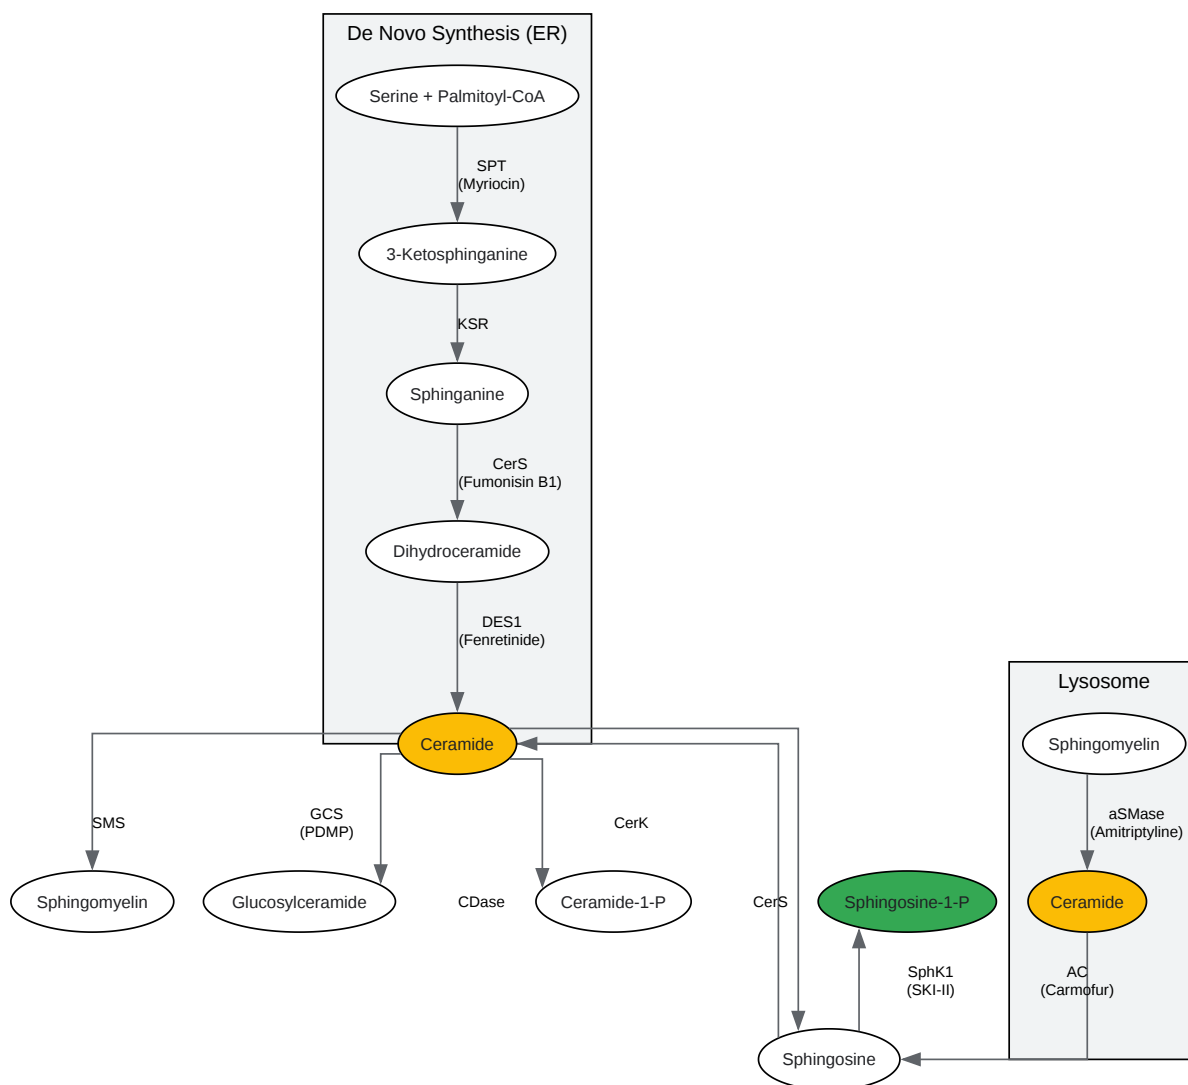 De Novo Synthesis (ER)
Serine + Palmitoyl-CoA
SPT
(Myriocin)
3-Ketosphinganine
KSR
Sphinganine
CerS
(Fumonisin B1)
Dihydroceramide
DES1
(Fenretinide)
Ceramide
SMS
GCS
(PDMP)
CerK
Sphingomyelin
Glucosylceramide
CDase
Ceramide-1-P
CerS
Sphingosine-1-P
SphK1
(SKI-II)
Sphingosine
Lysosome
Sphingomyelin
aSMase
(Amitriptyline)
Ceramide
AC
(Carmofur)